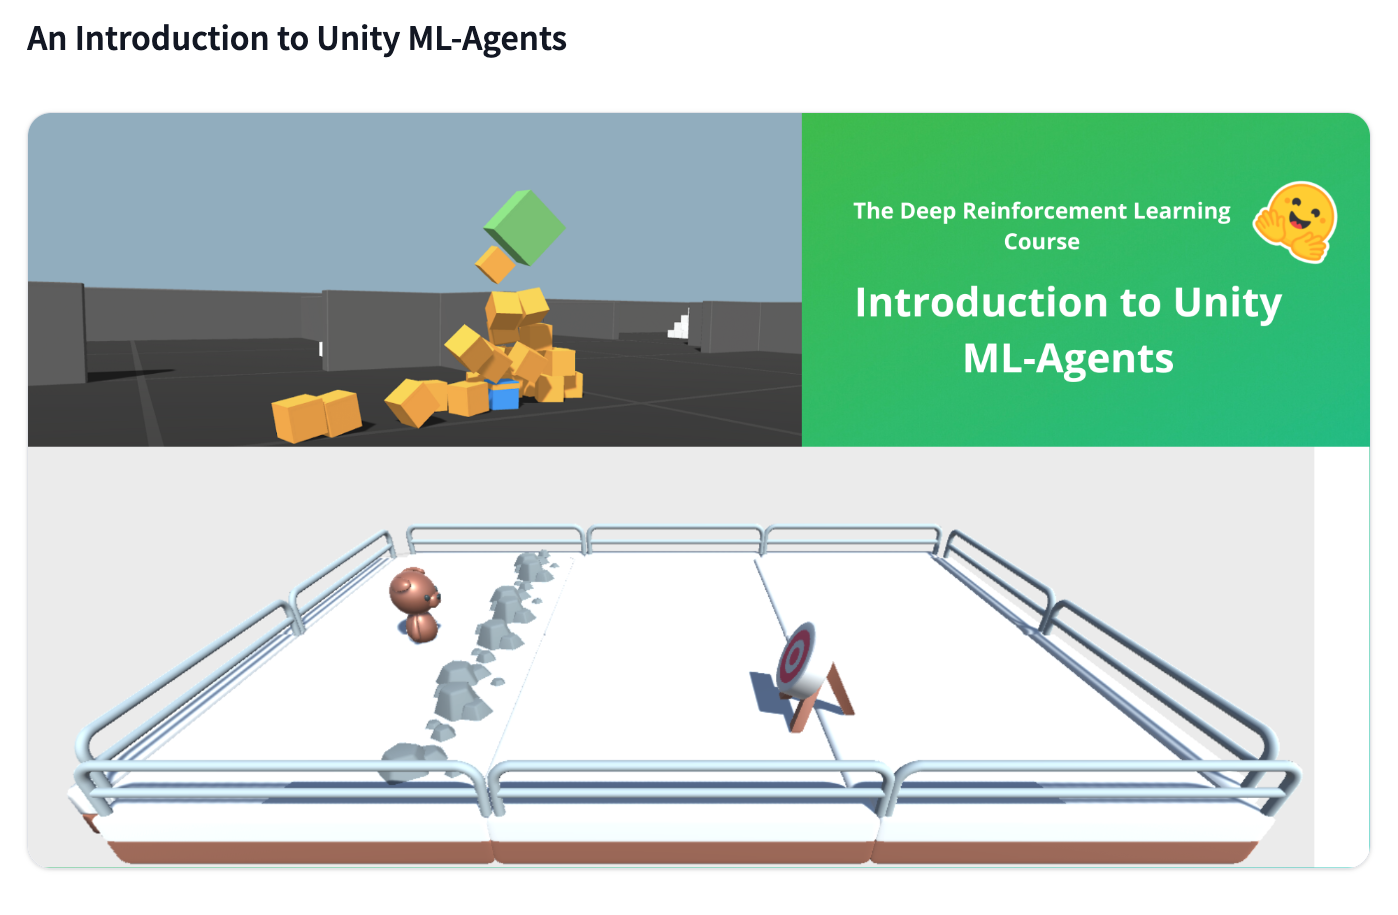 An Introduction to Unity ML-Agents
The Deep Reinforcement Learning
Course
Introduction to Unity
ML-Agents